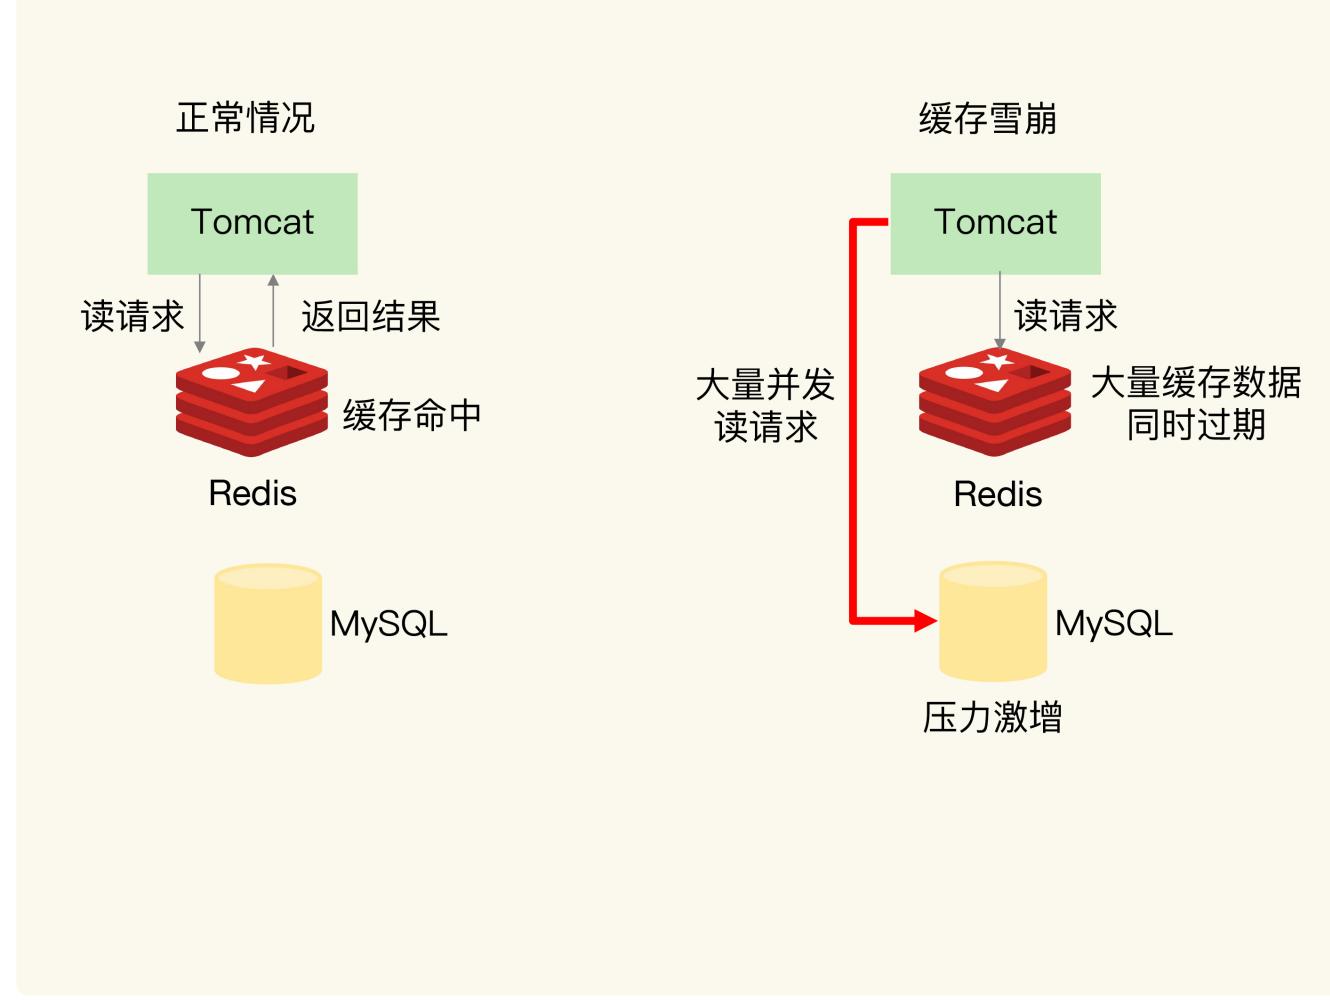 正常情况
Tomcat
读请求
返回结果
缓存命中
Redis
MySQL
缓存雪崩
Tomcat
读请求
大量并发
读请求
大量缓存数据
同时过期
Redis
MySQL
压力激增